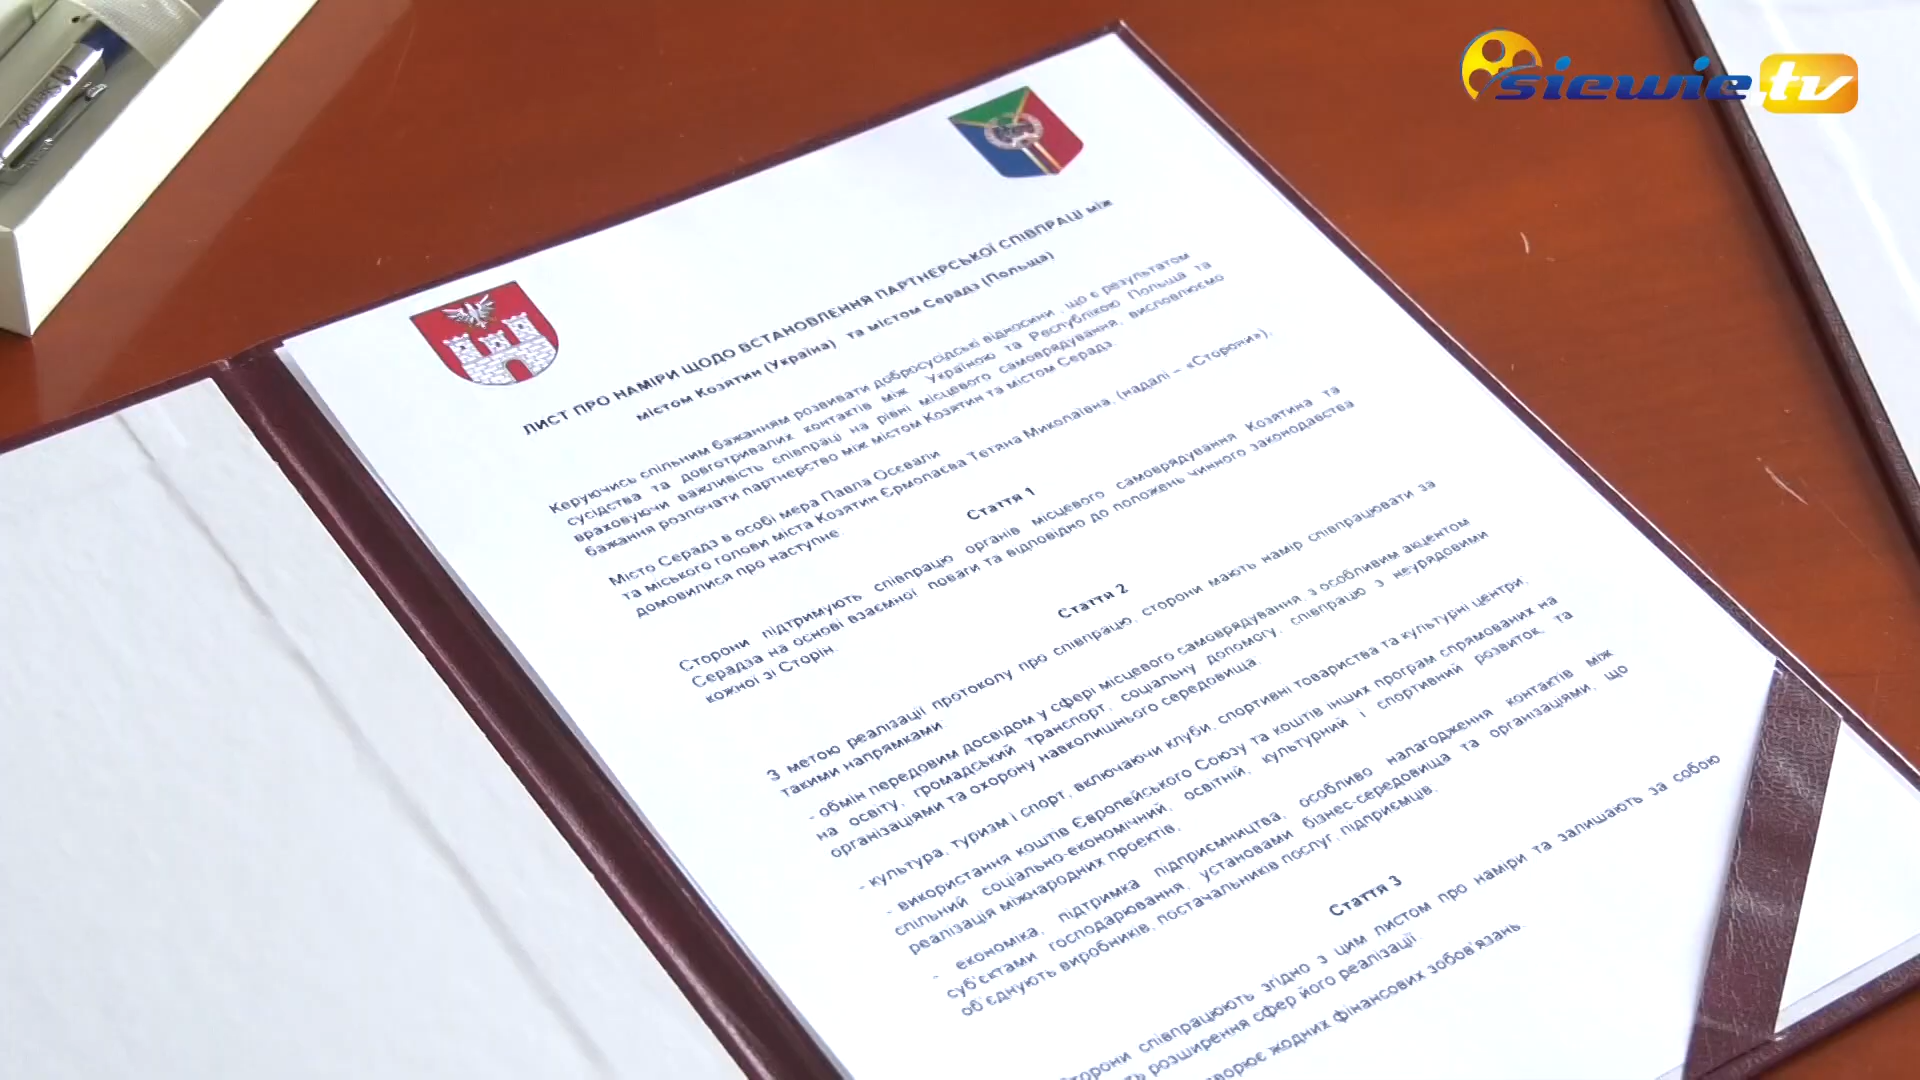 siewie tv
Sieradz
ЛИСТ ПРО НАМІРИ ЩОДО ВСТАНОВЛЕННЯ ПАРТНЕРСЬКОЇ СПІВПРАЦІ між
містом Козятин (Україна) та містом Серадз (Польща)
Керуючись спільним бажанням розвивати добросусідські відносини , що є результатом
сусідства та довготривалих контактів між Україною та Республікою Польща та
враховуючи важливість співпраці на рівні місцевого самоврядування, висловлюємо
бажання розпочати партнерство між містом Козятин та містом Серадз.
Місто Серадз в особі мера Павла Осєвали
та міського голови міста Козятин Єрмолаєва Тетяна Миколаївна, (надалі – «Сторони»),
домовилися про наступне:
Стаття 1
Сторони підтримують співпрацю органів місцевого самоврядування Козятина та
Серадза на основі взаємної поваги та відповідно до положень чинного законодавства
кожної зі Сторін.
Стаття 2
З метою реалізації протоколу про співпрацю, сторони мають намір співпрацювати за
такими напрямками:
- обмін передовим досвідом у сфері місцевого самоврядування, з особливим акцентом
на освіту, громадський транспорт, соціальну допомогу, співпрацю з неурядовими
організаціями та охорону навколишнього середовища.
- культура, туризм і спорт, включаючи клуби, спортивні товариства та культурні центри,
- використання коштів Європейського Союзу та коштів інших програм спрямованих на
спільний соціально-економічний, освітній, культурний і спортивний розвиток, та
реалізація міжнародних проектів,
- економіка, підтримка підприємництва, особливо налагодження контактів між
суб'єктами господарювання, установами бізнес-середовища та організаціями, що
об'єднують виробників, постачальників послуг, підприємців.
Стаття 3
торони співпрацюють згідно з цим листом про наміри та залишають за собою
ть розширення сфер його реалізації.
ворює жодних фінансових зобов'язань.